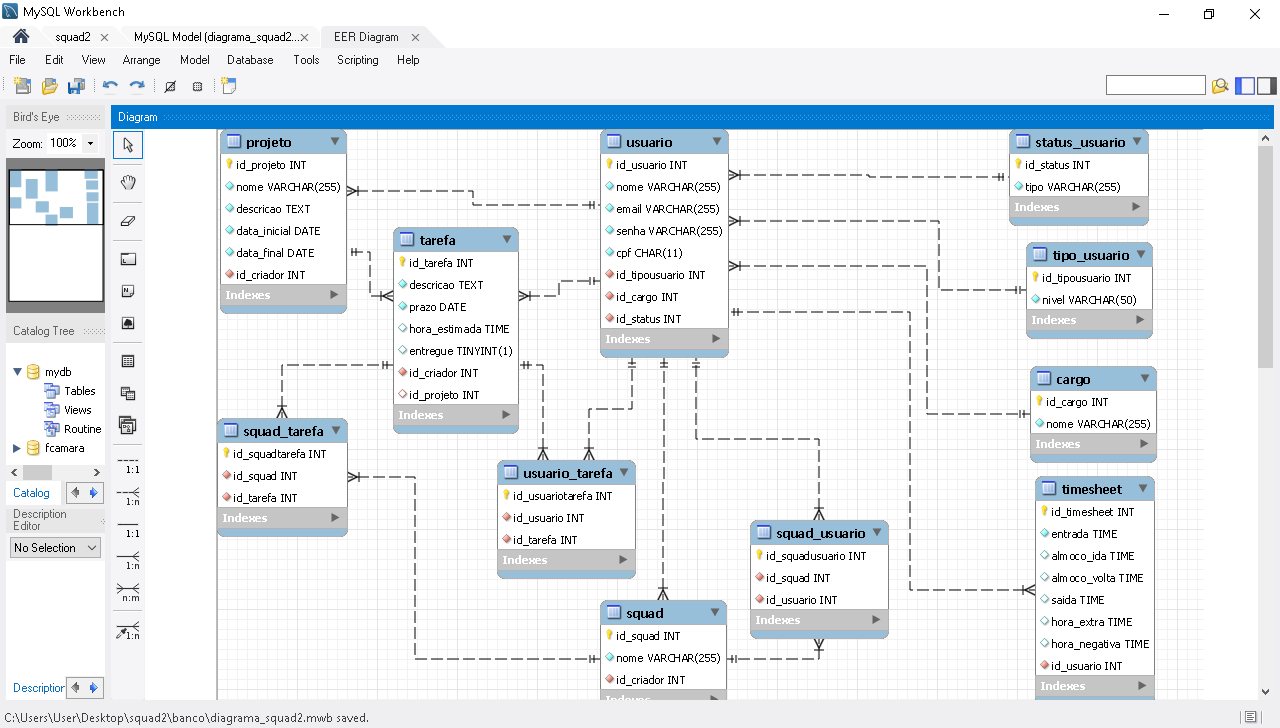 MySQL Workbench
squad2
MySQL Model (diagrama_squad2...
EER Diagram
File Edit View Arrange Model Database Tools Scripting Help
Bird's Eye
Zoom: 100%
Catalog Tree
mydb
Tables
Views
Routine
fcamara
Catalog
Description
Editor
No Selection
Description
1:1
1:n
1:1
1:n
n:m
1:n
Diagram
projeto
id_projeto INT
nome VARCHAR(255)
descricao TEXT
data_inicial DATE
data_final DATE
id_criador INT
Indexes
tarefa
id_tarefa INT
descricao TEXT
prazo DATE
hora_estimada TIME
entregue TINYINT(1)
id_criador INT
id_projeto INT
Indexes
usuario
id_usuario INT
nome VARCHAR(255)
email VARCHAR(255)
senha VARCHAR(255)
cpf CHAR(11)
id_tipousuario INT
id_cargo INT
id_status INT
Indexes
status_usuario
id_status INT
tipo VARCHAR(255)
Indexes
tipo_usuario
id_tipousuario INT
nivel VARCHAR(50)
Indexes
cargo
id_cargo INT
nome VARCHAR(255)
Indexes
squad_tarefa
id_squadtarefa INT
id_squad INT
id_tarefa INT
Indexes
usuario_tarefa
id_usuariotarefa INT
id_usuario INT
id_tarefa INT
Indexes
squad_usuario
id_squadusuario INT
id_squad INT
id_usuario INT
Indexes
timesheet
id_timesheet INT
entrada TIME
almoco_ida TIME
almoco_volta TIME
saida TIME
hora_extra TIME
hora_negativa TIME
id_usuario INT
Indexes
squad
id_squad INT
nome VARCHAR(255)
id_criador INT
Indexes
C:\Users\User\Desktop\squad2\banco\diagrama_squad2.mwb saved.